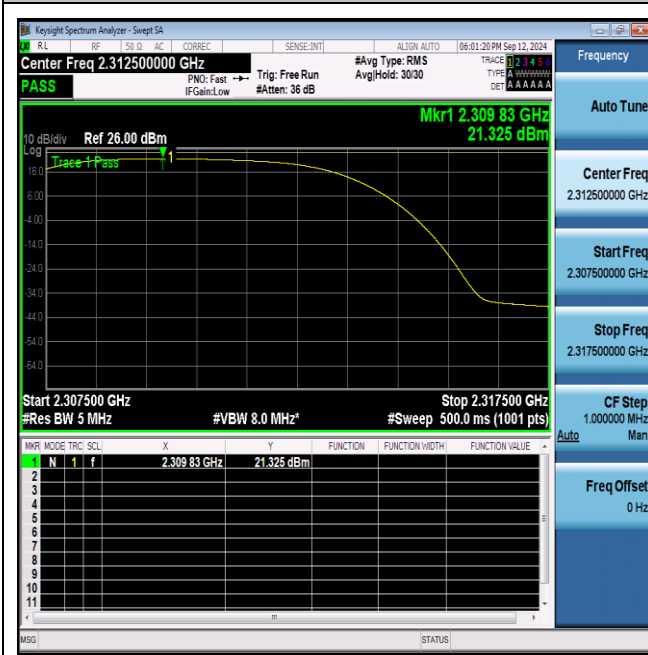 Keysight Spectrum Analyzer - Swept SA
RL RF 50 Ω AC CORREC SENSE:INT ALIGN AUTO 06:01:20 PM Sep 12, 2024
Center Freq 2.312500000 GHz #Avg Type: RMS TRACE 1 2 3 4 5 6
PNO: Fast Trig: Free Run Avg|Hold: 30/30 TYPE A WWWWW
PASS IFGain:Low #Atten: 36 dB DET A A A A A A
Mkr1 2.309 83 GHz
21.325 dBm
10 dB/div Ref 26.00 dBm
Log
Trace 1 Pass
1
16.0
6.00
-4.00
-14.0
-24.0
-34.0
-44.0
-54.0
-64.0
Start 2.307500 GHz Stop 2.317500 GHz
#Res BW 5 MHz #VBW 8.0 MHz* #Sweep 500.0 ms (1001 pts)
MKR MODE TRC SCL X Y FUNCTION FUNCTION WIDTH FUNCTION VALUE
1 N 1 f 2.309 83 GHz 21.325 dBm
2
3
4
5
6
7
8
9
10
11
MSG STATUS
Frequency
Auto Tune
Center Freq
2.312500000 GHz
Start Freq
2.307500000 GHz
Stop Freq
2.317500000 GHz
CF Step
1.000000 MHz
Auto Man
Freq Offset
0 Hz